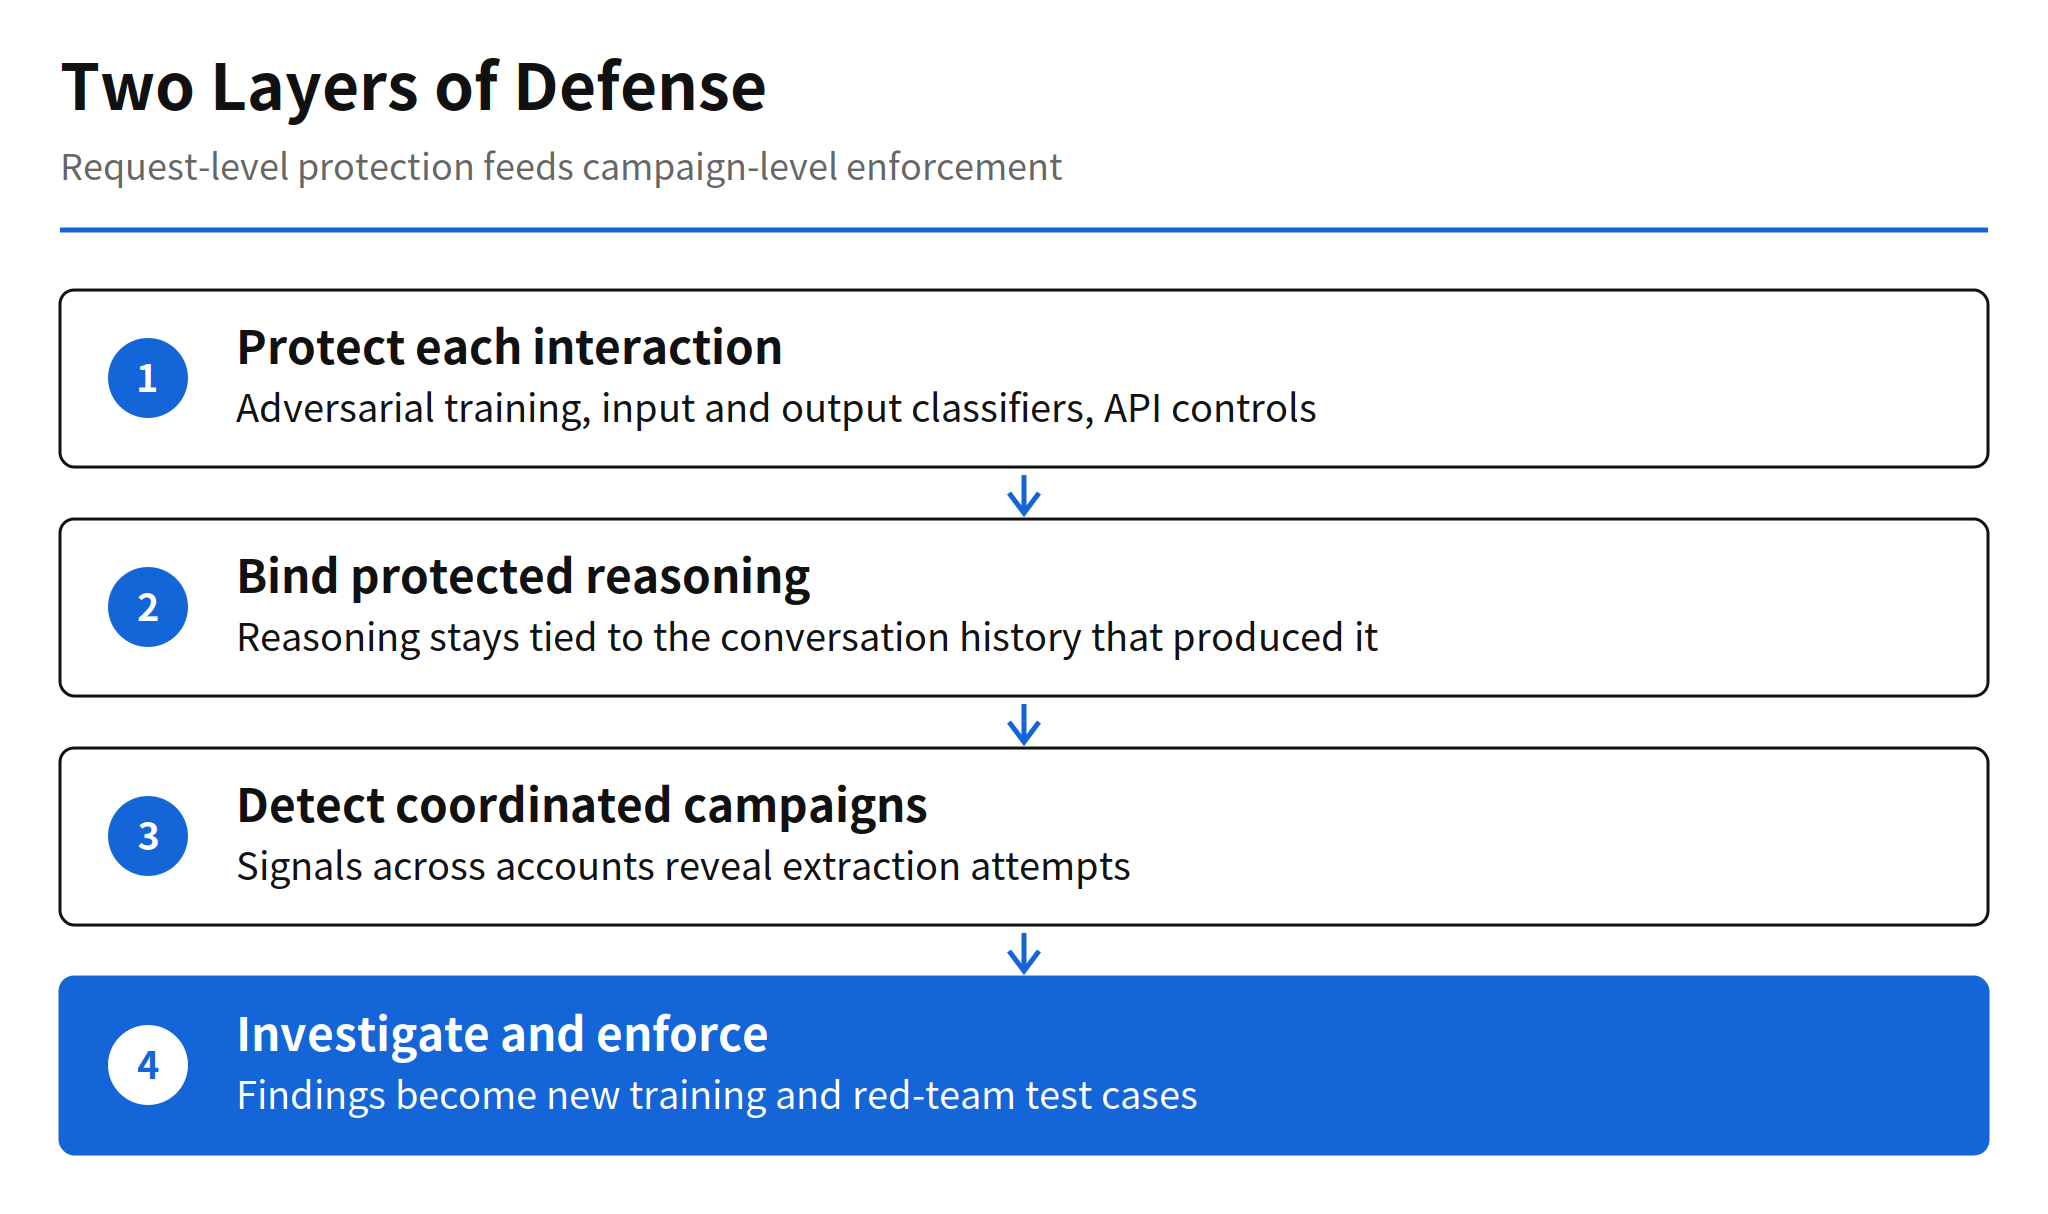 Two Layers of Defense
Request-level protection feeds campaign-level enforcement
1
Protect each interaction
Adversarial training, input and output classifiers, API controls
2
Bind protected reasoning
Reasoning stays tied to the conversation history that produced it
3
Detect coordinated campaigns
Signals across accounts reveal extraction attempts
4
Investigate and enforce
Findings become new training and red-team test cases